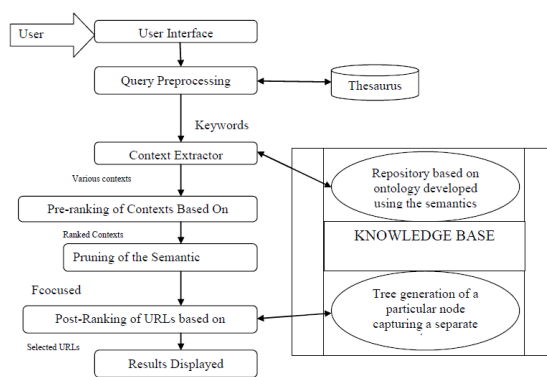 User
User Interface
Query Preprocessing
Thesaurus
Keywords
Context Extractor
Various contexts
Pre-ranking of Contexts Based On
Ranked Contexts
Pruning of the Semantic
Fcocused
Post-Ranking of URLs based on
Selected URLs
Results Displayed
Repository based on
ontology developed
using the semantics
KNOWLEDGE BASE
Tree generation of a
particular node
capturing a separate